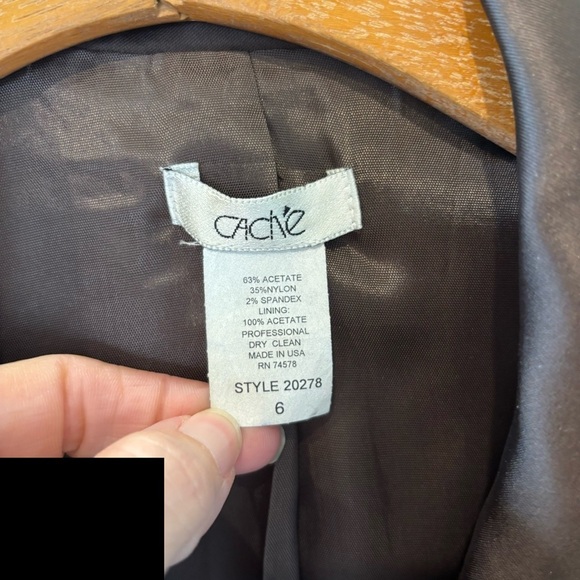 CACHÉ
63% ACETATE
35%NYLON
2% SPANDEX
LINING:
100% ACETATE
PROFESSIONAL
DRY CLEAN
MADE IN USA
RN 74578
STYLE 20278
6